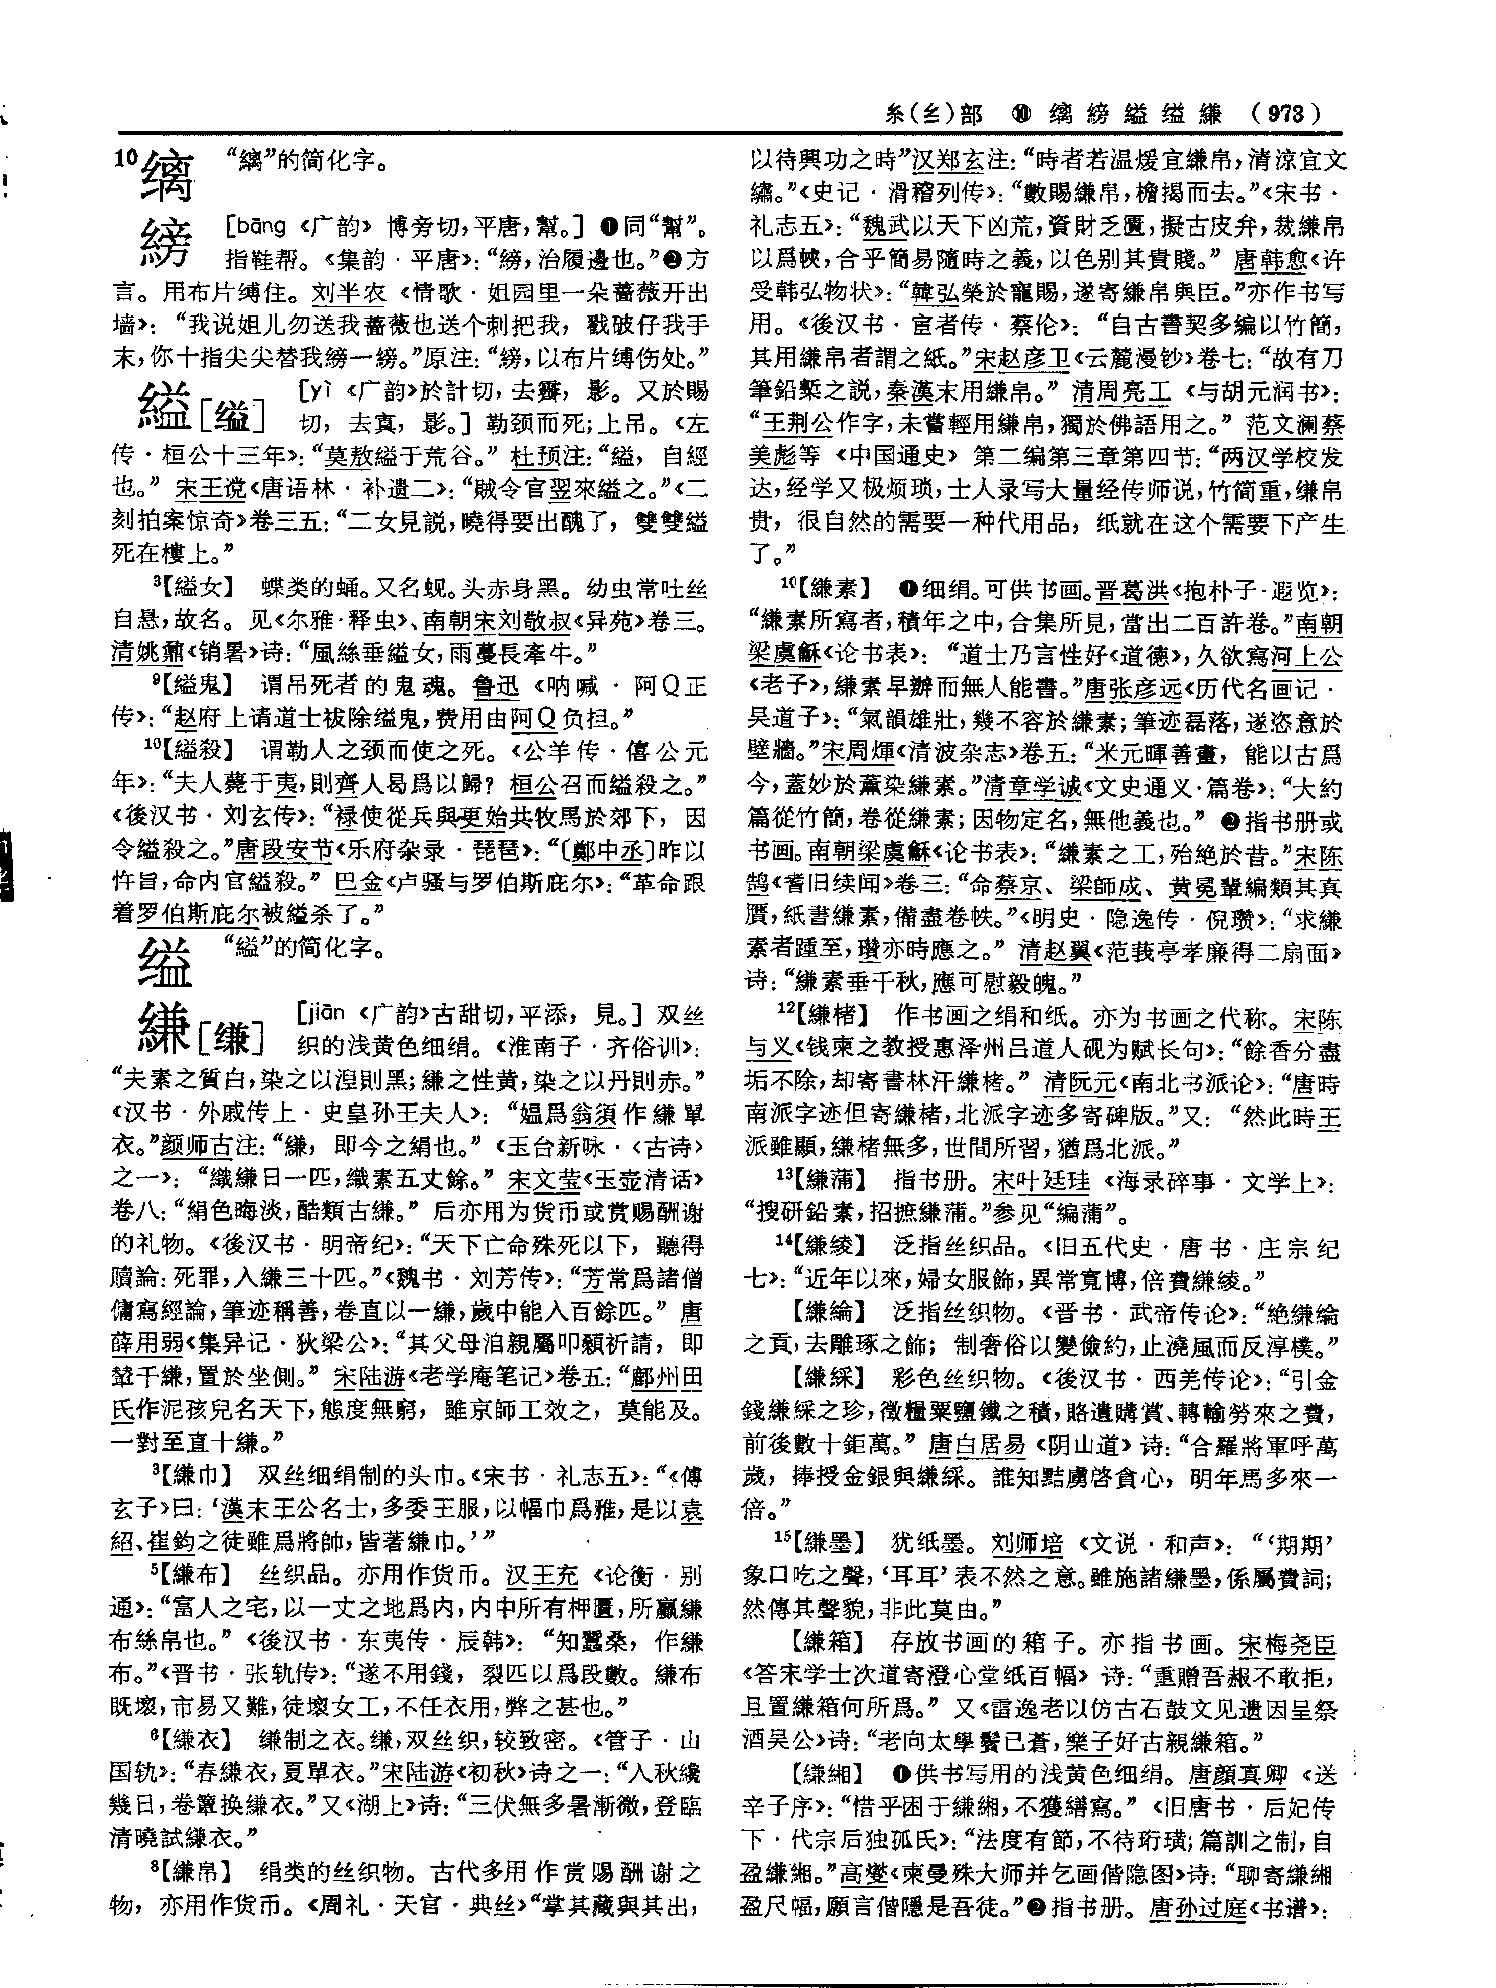 糸(纟)部 ⑩ 缡 縍 縊 缢 縑 (973)
10缡 “縭”的简化字。
縍 [bāng《广韵》博旁切,平唐,幫。] ❶同“幫”。
指鞋帮。《集韵·平唐》:“縍,治履邊也。”❷方
言。用布片缚住。刘半农《情歌·姐园里一朵蔷薇开出
墙》:“我说姐儿勿送我蔷薇也送个刺把我,戳破仔我手
末,你十指尖尖替我縍一縍。”原注:“縍,以布片缚伤处。”
縊[缢] [yì《广韵》於計切,去霽,影。又於賜
切,去寘,影。] 勒颈而死;上吊。《左
传·桓公十三年》:“莫敖縊于荒谷。” 杜预注:“縊,自經
也。” 宋王谠《唐语林·补遗二》:“賊令官翌來縊之。”《二
刻拍案惊奇》卷三五:“二女見説,曉得要出醜了,雙雙縊
死在樓上。”
3【縊女】 蝶类的蛹。又名蚬。头赤身黑。幼虫常吐丝
自悬,故名。见《尔雅·释虫》、南朝宋刘敬叔《异苑》卷三。
清姚鼐《销暑》诗:“風絲垂縊女,雨蔓長牽牛。”
9【縊鬼】 谓吊死者的鬼魂。鲁迅《呐喊·阿Q正
传》:“赵府上请道士祓除缢鬼,费用由阿Q负担。”
10【縊殺】 谓勒人之颈而使之死。《公羊传·僖公元
年》:“夫人薨于夷,則齊人曷爲以歸?桓公召而縊殺之。”
《後汉书·刘玄传》:“禄使從兵與更始共牧馬於郊下,因
令縊殺之。”唐段安节《乐府杂录·琵琶》:“〔鄭中丞〕昨以
忤旨,命内官縊殺。” 巴金《卢骚与罗伯斯庇尔》:“革命跟
着罗伯斯庇尔被縊杀了。”
缢 “縊”的简化字。
縑[缣] [jiān《广韵》古甜切,平添,見。] 双丝
织的浅黄色细绢。《淮南子·齐俗训》:
“夫素之質白,染之以涅則黑;縑之性黄,染之以丹則赤。”
《汉书·外戚传上·史皇孙王夫人》:“媪爲翁須作縑單
衣。”颜师古注:“縑,即今之絹也。”《玉台新咏·〈古诗〉
之一》:“織縑日一匹,織素五丈餘。” 宋文莹《玉壶清话》
卷八:“絹色晦淡,酷類古縑。” 后亦用为货币或赏赐酬谢
的礼物。《後汉书·明帝纪》:“天下亡命殊死以下,聽得
贖論:死罪,入縑三十匹。”《魏书·刘芳传》:“芳常爲諸僧
傭寫經論,筆迹稱善,卷直以一縑,歲中能入百餘匹。” 唐
薛用弱《集异记·狄梁公》:“其父母洎親屬叩顙祈請,即
輦千縑,置於坐側。” 宋陆游《老学庵笔记》卷五:“鄜州田
氏作泥孩兒名天下,態度無窮,雖京師工效之,莫能及。
一對至直十縑。”
3【縑巾】 双丝细绢制的头巾。《宋书·礼志五》:“《傅
玄子》曰:‘漢末王公名士,多委王服,以幅巾爲雅,是以袁
紹、崔鈞之徒雖爲將帥,皆著縑巾。’”
5【縑布】 丝织品。亦用作货币。汉王充《论衡·别
通》:“富人之宅,以一丈之地爲内,内中所有柙匱,所贏縑
布絲帛也。”《後汉书·东夷传·辰韩》:“知蠶桑,作縑
布。”《晋书·张轨传》:“遂不用錢,裂匹以爲段數。縑布
既壞,市易又難,徒壞女工,不任衣用,弊之甚也。”
6【縑衣】 缣制之衣。缣,双丝织,较致密。《管子·山
国轨》:“春縑衣,夏單衣。”宋陆游《初秋》诗之一:“入秋纔
幾日,卷簟换縑衣。”又《湖上》诗:“三伏無多暑漸微,登臨
清曉試縑衣。”
8【縑帛】 绢类的丝织物。古代多用作赏赐酬谢之
物,亦用作货币。《周礼·天官·典丝》“掌其藏與其出,
以待興功之時”汉郑玄注:“時者若温煖宜縑帛,清涼宜文
繡。”《史记·滑稽列传》:“數賜縑帛,檐揭而去。”《宋书·
礼志五》:“魏武以天下凶荒,資財乏匱,擬古皮弁,裁縑帛
以爲帙,合乎簡易隨時之義,以色别其貴賤。” 唐韩愈《许
受韩弘物状》:“韓弘榮於寵賜,遂寄縑帛與臣。”亦作书写
用。《後汉书·宦者传·蔡伦》:“自古書契多编以竹簡,
其用縑帛者謂之紙。”宋赵彦卫《云麓漫钞》卷七:“故有刀
筆鉛槧之説,秦漢末用縑帛。” 清周亮工《与胡元润书》:
“王荆公作字,未嘗輕用縑帛,獨於佛語用之。” 范文澜蔡
美彪等《中国通史》第二编第三章第四节:“两汉学校发
达,经学又极烦琐,士人录写大量经传师说,竹简重,缣帛
贵,很自然的需要一种代用品,纸就在这个需要下产生
了。”
10【縑素】 ❶细绢。可供书画。晋葛洪《抱朴子·遐览》:
“縑素所寫者,積年之中,合集所見,當出二百許卷。”南朝
梁虞龢《论书表》:“道士乃言性好《道德》,久欲寫河上公
《老子》,縑素早辦而無人能書。”唐张彦远《历代名画记·
吴道子》:“氣韻雄壯,幾不容於縑素;筆迹磊落,遂恣意於
壁牆。”宋周煇《清波杂志》卷五:“米元暉善畫,能以古爲
今,蓋妙於薰染縑素。”清章学诚《文史通义·篇卷》:“大約
篇從竹簡,卷從縑素;因物定名,無他義也。” ❷指书册或
书画。南朝梁虞龢《论书表》:“縑素之工,殆絶於昔。”宋陈
鹄《耆旧续闻》卷三:“命蔡京、梁師成、黄冕輩编類其真
贋,紙書縑素,備盡卷帙。”《明史·隐逸传·倪瓒》:“求縑
素者踵至,瓚亦時應之。” 清赵翼《范莪亭孝廉得二扇面》
诗:“縑素垂千秋,應可慰毅魄。”
12【縑楮】 作书画之绢和纸。亦为书画之代称。宋陈
与义《钱柬之教授惠泽州吕道人砚为赋长句》:“餘香分盡
垢不除,却寄書林汗縑楮。” 清阮元《南北书派论》:“唐時
南派字迹但寄縑楮,北派字迹多寄碑版。”又:“然此時王
派雖顯,縑楮無多,世間所習,猶爲北派。”
13【縑蒲】 指书册。宋叶廷珪《海录碎事·文学上》:
“搜研鉛素,招摭縑蒲。”参见“编蒲”。
14【縑綾】 泛指丝织品。《旧五代史·唐书·庄宗纪
七》:“近年以來,婦女服飾,異常寬博,倍費縑綾。”
【縑綸】 泛指丝织物。《晋书·武帝传论》:“絶縑綸
之貢,去雕琢之飾;制奢俗以變儉約,止澆風而反淳樸。”
【縑綵】 彩色丝织物。《後汉书·西羌传论》:“引金
錢縑綵之珍,徵糧粟鹽鐵之積,賂遺購賞、轉輸勞來之費,
前後數十鉅萬。” 唐白居易《阴山道》诗:“合羅將軍呼萬
歲,捧授金銀與縑綵。誰知黠虜啓貪心,明年馬多來一
倍。”
15【縑墨】 犹纸墨。刘师培《文说·和声》:“‘期期’
象口吃之聲,‘耳耳’表不然之意。雖施諸縑墨,係屬費詞;
然傳其聲貌,非此莫由。”
【縑箱】 存放书画的箱子。亦指书画。宋梅尧臣
《答宋学士次道寄澄心堂纸百幅》诗:“重贈吾赧不敢拒,
且置縑箱何所爲。” 又《雷逸老以仿古石鼓文见遗因呈祭
酒吴公》诗:“老向太學鬢已蒼,樂子好古親縑箱。”
【縑緗】 ❶供书写用的浅黄色细绢。唐顔真卿《送
辛子序》:“惜乎困于縑緗,不獲繕寫。”《旧唐书·后妃传
下·代宗后独孤氏》:“法度有節,不待珩璜;篇訓之制,自
盈縑緗。”高燮《柬曼殊大师并乞画偕隐图》诗:“聊寄縑緗
盈尺幅,願言偕隱是吾徒。”❷指书册。唐孙过庭《书谱》: